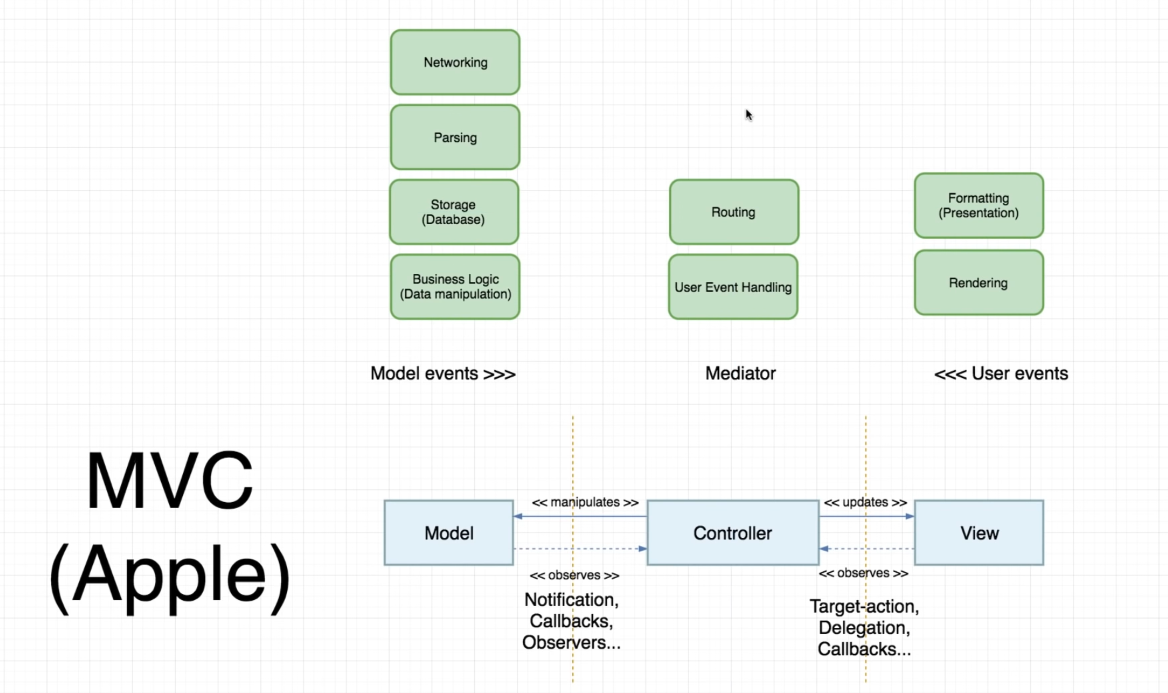 Networking
Parsing
Storage
(Database)
Business Logic
(Data manipulation)
Routing
User Event Handling
Formatting
(Presentation)
Rendering
Model events >>>
Mediator
<<< User events
MVC
(Apple)
Model
<< manipulates >>
Controller
<< updates >>
View
<< observes >>
Notification,
Callbacks,
Observers...
<< observes >>
Target-action,
Delegation,
Callbacks...